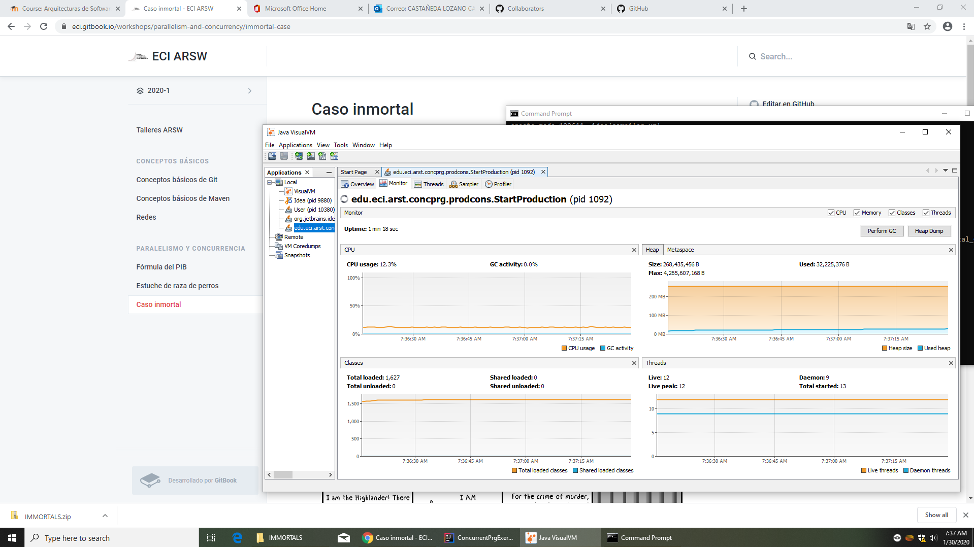 Course: Arquitecturas de Softwar
Caso inmortal - ECI ARSW
Microsoft Office Home
Correo: CASTAÑEDA LOZANO CA
Collaborators
GitHub
eci.gitbook.io/worksheps/parallelism-and-concurrency/immortal-case
ECI ARSW
Search...
2020-1
Talleres ARSW
CONCEPTOS BÁSICOS
Conceptos básicos de Git
Conceptos básicos de Maven
Redes
PARALELISMO Y CONCURRENCIA
Fórmula del PIB
Estuche de raza de perros
Caso inmortal
Desarrollado por GitBook
Caso inmortal
Editar en GitHub
Command Prompt
Java VisualVM
File Applications View Tools Window Help
Applications
Local
VisualVM
Idea (pid 9880)
User (pid 10380)
org.jetbrains.ide
edu.eci.arst.con
Remote
VM Coredumps
Snapshots
Start Page
edu.eci.arst.concprg.prodcons.StartProduction (pid 1092)
Overview Monitor Threads Sampler Profiler
edu.eci.arst.concprg.prodcons.StartProduction (pid 1092)
Monitor
CPU Memory Classes Threads
Uptime: 1 min 18 sec
Perform GC Heap Dump
CPU
CPU usage: 12.3% GC activity: 0.0%
100%
50%
0%
7:36:30 AM 7:36:45 AM 7:37:00 AM 7:37:15 AM
CPU usage GC activity
Heap Metaspace
Size: 268,435,456 B Used: 32,225,376 B
Max: 4,255,607,168 B
200 MB
100 MB
0 MB
7:36:30 AM 7:36:45 AM 7:37:00 AM 7:37:15 AM
Heap size Used heap
Classes
Total loaded: 1,627 Shared loaded: 0
Total unloaded: 0 Shared unloaded: 0
1,500
1,000
500
0
7:36:30 AM 7:36:45 AM 7:37:00 AM 7:37:15 AM
Total loaded classes Shared loaded classes
Threads
Live: 12 Daemon: 9
Live peak: 12 Total started: 13
10
5
0
7:36:30 AM 7:36:45 AM 7:37:00 AM 7:37:15 AM
Live threads Daemon threads
I am the Highlander! There
I AM
For the crime of murder,
IMMORTALS.zip
Show all
Type here to search
IMMORTALS
Caso inmortal - ECI...
ConcurrentPrgExer...
Java VisualVM
Command Prompt
7:37 AM
1/30/2020